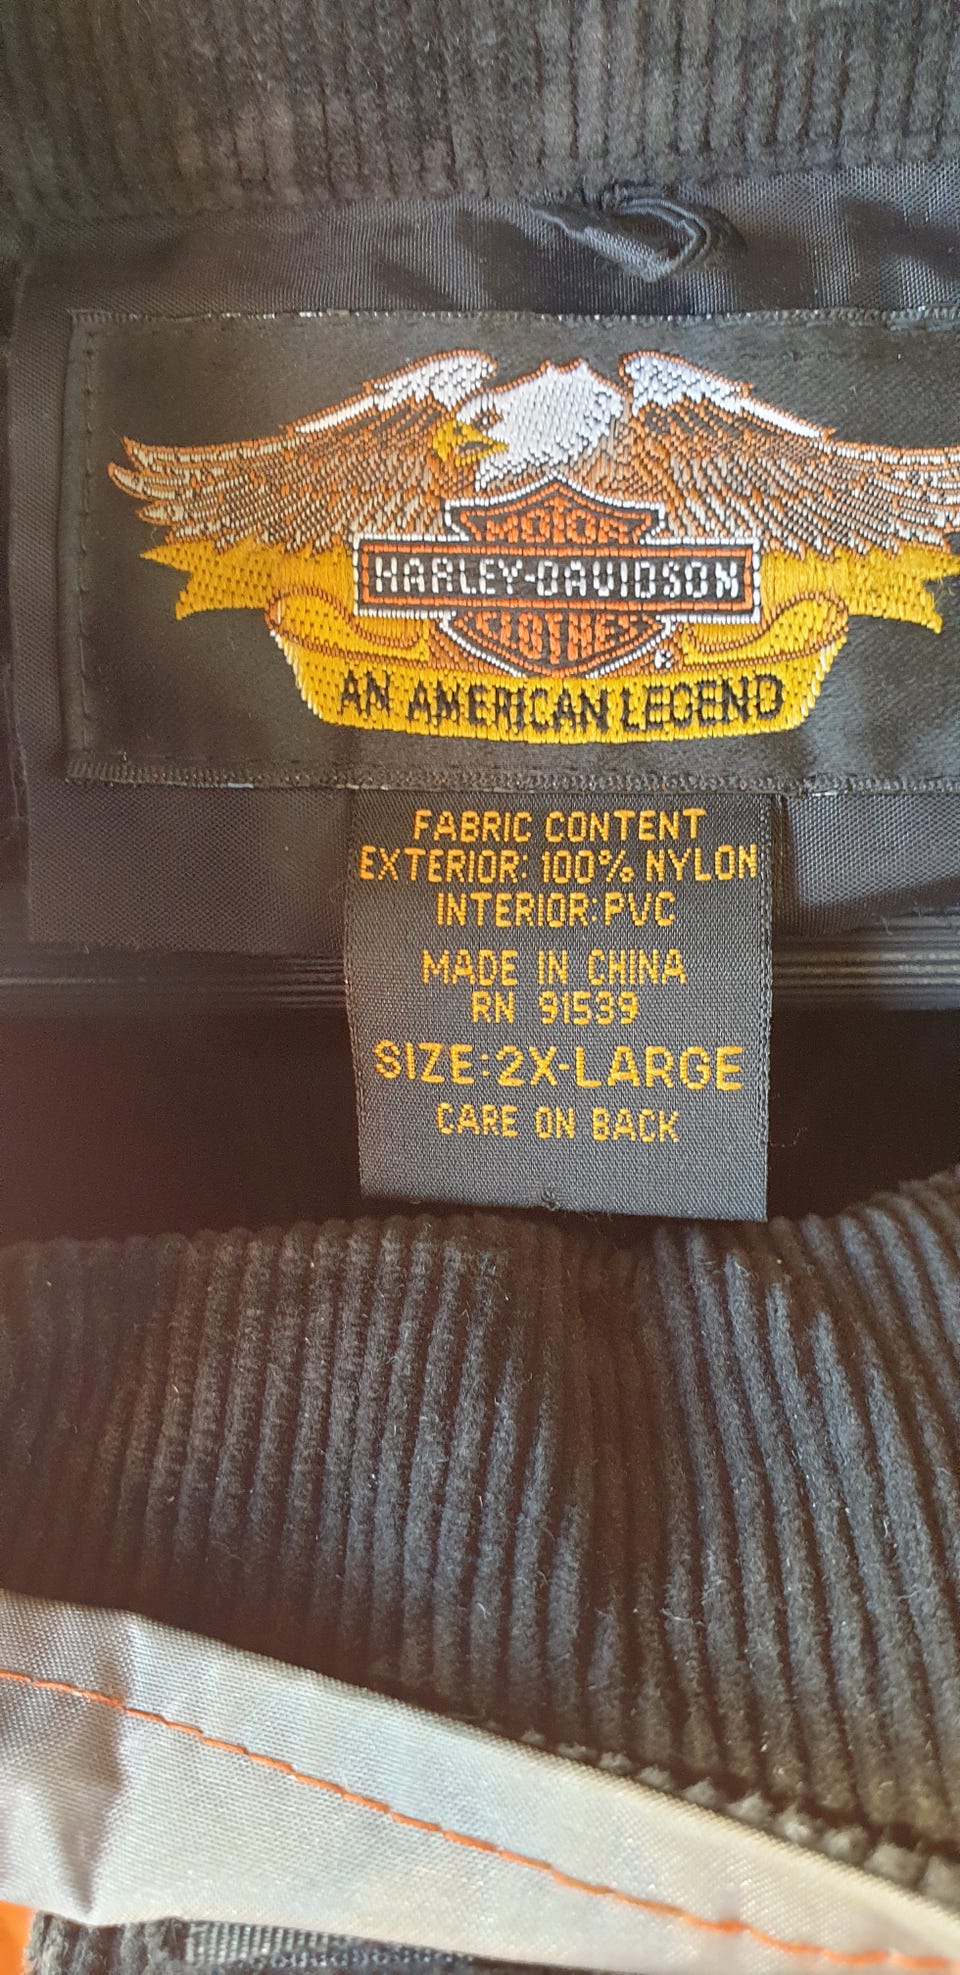 MOTOR
HARLEY-DAVIDSON
CLOTHES
®
AN AMERICAN LEGEND
FABRIC CONTENT
EXTERIOR: 100% NYLON
INTERIOR: PVC
MADE IN CHINA
RN 91539
SIZE: 2X-LARGE
CARE ON BACK